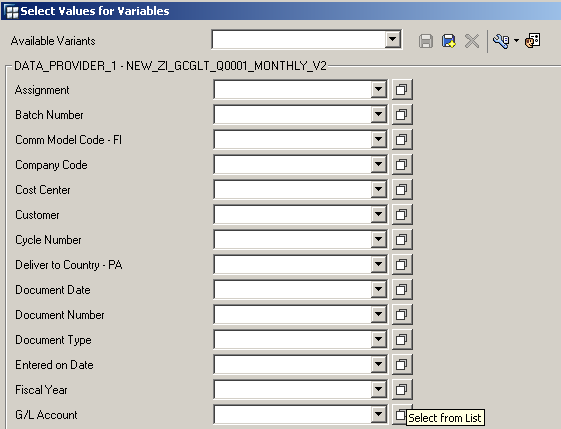 Select Values for Variables
Available Variants
DATA_PROVIDER_1 - NEW_ZI_GCGLT_Q0001_MONTHLY_V2
Assignment
Batch Number
Comm Model Code - FI
Company Code
Cost Center
Customer
Cycle Number
Deliver to Country - PA
Document Date
Document Number
Document Type
Entered on Date
Fiscal Year
G/L Account
Select from List